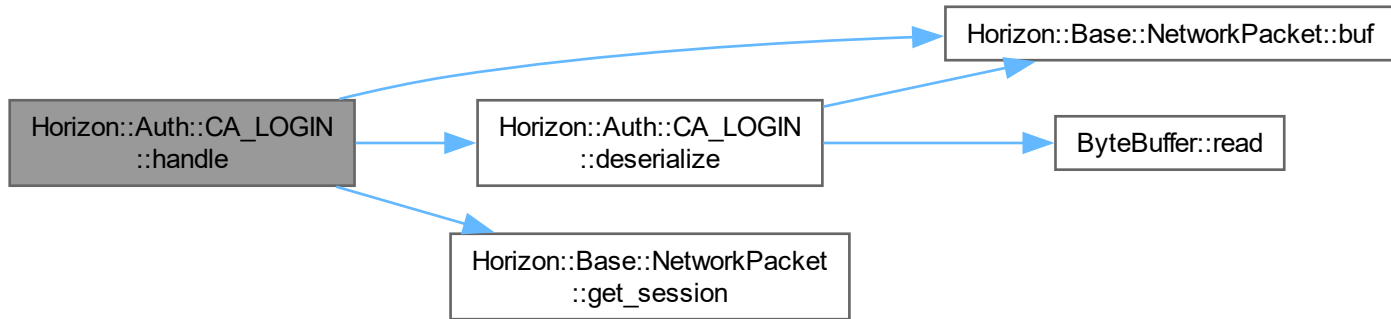 Horizon::Auth::CA_LOGIN
::handle
Horizon::Auth::CA_LOGIN
::deserialize
Horizon::Base::NetworkPacket::buf
ByteBuffer::read
Horizon::Base::NetworkPacket
::get_session